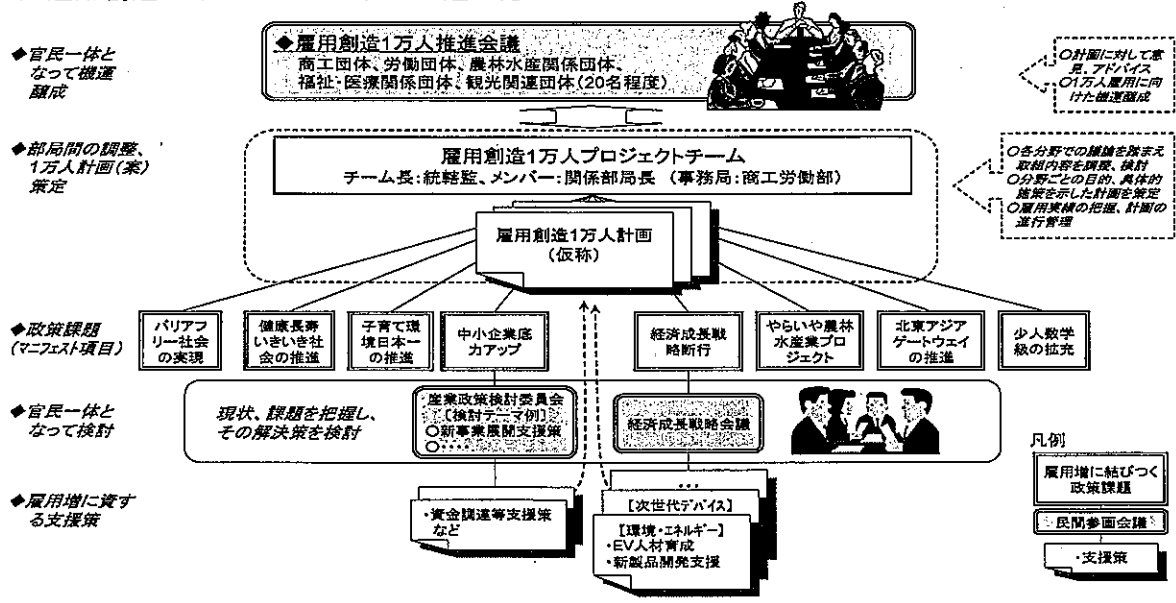 ◆官民一体と
なって機運
醸成
◆雇用創造1万人推進会議
商工団体、労働団体、農林水産関係団体、
福祉・医療関係団体、観光関連団体(20名程度)
○計画に対して意
見、アドバイス
○1万人雇用に向
けた機運醸成
◆部局間の調整、
1万人計画(案)
策定
雇用創造1万人プロジェクトチーム
チーム長:統轄監、メンバー:関係部局長 (事務局:商工労働部)
○各分野での議論を踏まえ
取組内容を調整、検討
○分野ごとの目的、具体的
施策を示した計画を策定
○雇用実績の把握、計画の
進行管理
雇用創造1万人計画
(仮称)
◆政策課題
(マニフェスト項目)
バリアフ
リー社会
の実現
健康長寿
いきいき社
会の推進
子育て環
境日本一
の推進
中小企業底
力アップ
経済成長戦
略断行
やらいや農林
水産業プロ
ジェクト
北東アジア
ゲートウェイ
の推進
少人数学
級の拡充
◆官民一体と
なって検討
現状、課題を把握し、
その解決策を検討
産業政策検討委員会
[検討テーマ例]
○新事業展開支援策
○・・・・・・
経済成長戦略会議
◆雇用増に資す
る支援策
・資金調達等支援策
など
・・・
【次世代デバイス】
【環境・エネルギー】
・EV人材育成
・新製品開発支援
凡例
雇用増に結びつく
政策課題
民間参画会議
・支援策